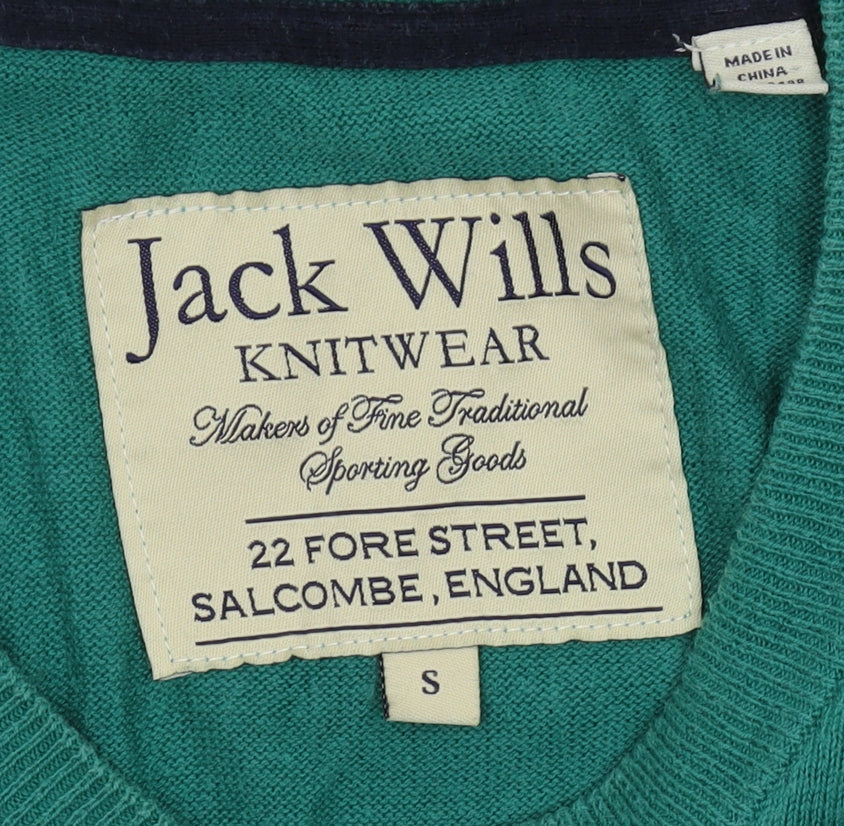 MADE IN
CHINA
Jack Wills
KNITWEAR
Makers of Fine Traditional
Sporting Goods
22 FORE STREET,
SALCOMBE, ENGLAND
S